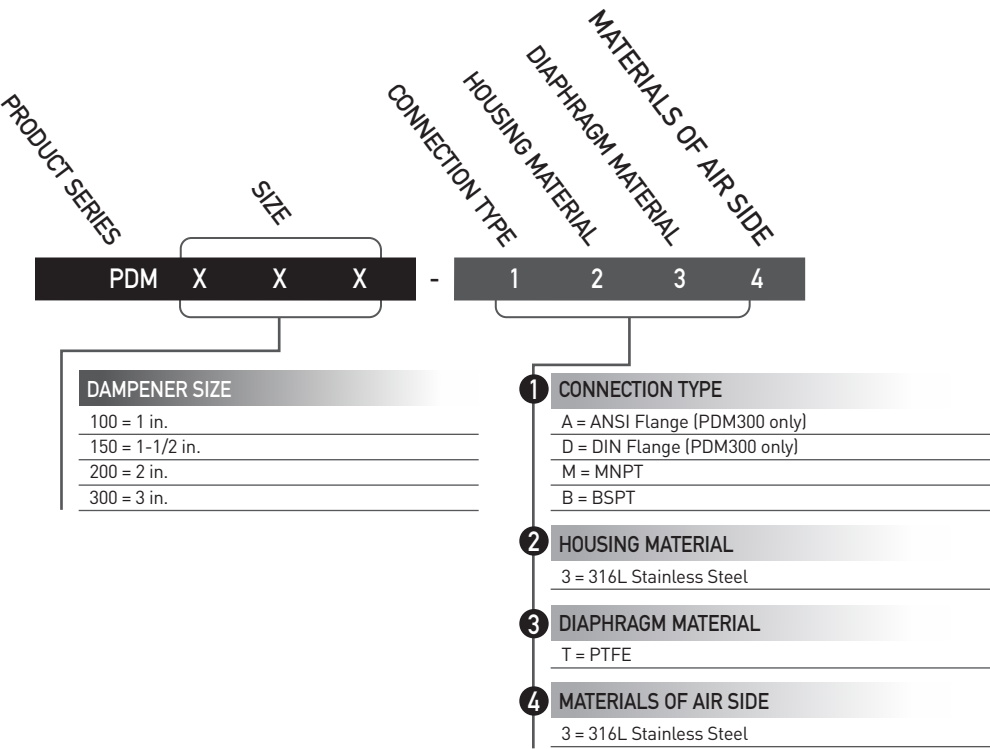 PRODUCT SERIES
SIZE
CONNECTION TYPE
HOUSING MATERIAL
DIAPHRAGM MATERIAL
MATERIALS OF AIR SIDE
PDM X X X - 1 2 3 4
DAMPENER SIZE
100 = 1 in.
150 = 1-1/2 in.
200 = 2 in.
300 = 3 in.
1 CONNECTION TYPE
A = ANSI Flange (PDM300 only)
D = DIN Flange (PDM300 only)
M = MNPT
B = BSPT
2 HOUSING MATERIAL
3 = 316L Stainless Steel
3 DIAPHRAGM MATERIAL
T = PTFE
4 MATERIALS OF AIR SIDE
3 = 316L Stainless Steel